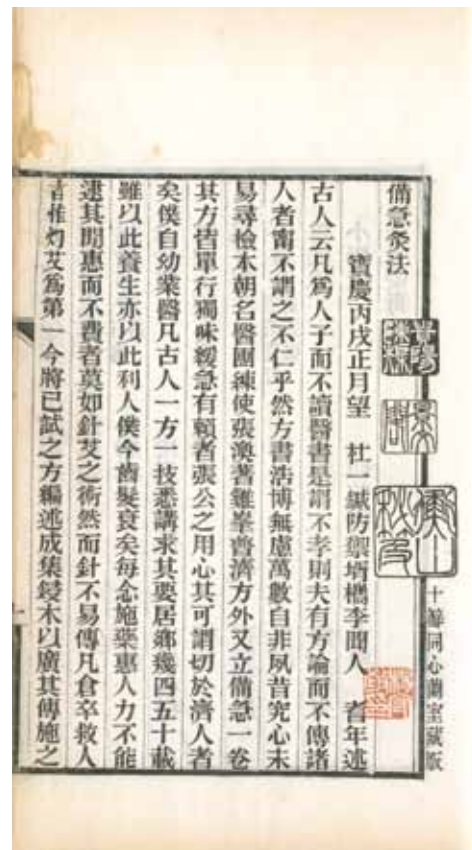 備急灸法
寶慶丙戌正月望 杜一鍼防禦壻檇李聞人 耆年述
古人云凡爲人子而不讀醫書是謂不孝則夫有方論而不傳諸
人者甯不謂之不仁乎然方書浩博無慮萬數自非夙昔究心未
易尋檢本朝名醫團練使張渙著雞峯普濟方外又立備急一卷
其方皆單行獨味緩急有賴者張公之用心其可謂切於濟人者
矣僕自幼業醫凡古人一方一技悉講求其要居鄉幾四五十載
雖以此養生亦以此利人僕今齒髮衰矣每念施藥惠人力不能
逮其間惠而不費者莫如針艾之術然而針不易傳凡倉卒救人
者惟灼艾爲第一今將已試之方編述成集鋟木以廣其傳施之
十瓣同心蘭室藏版